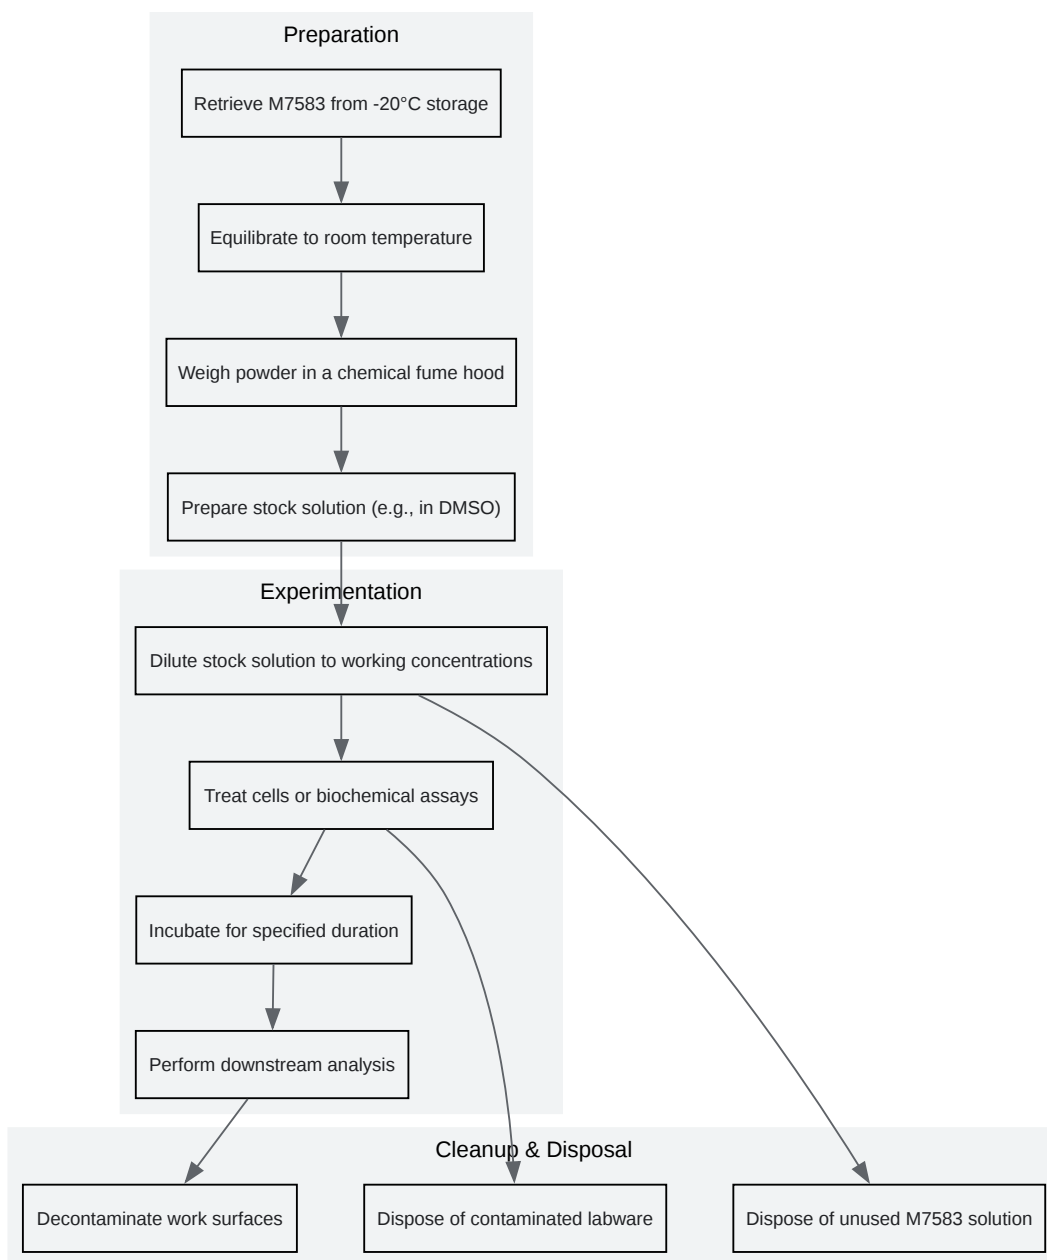 Preparation
Retrieve M7583 from -20°C storage
Equilibrate to room temperature
Weigh powder in a chemical fume hood
Prepare stock solution (e.g., in DMSO)
Experimentation
Dilute stock solution to working concentrations
Treat cells or biochemical assays
Incubate for specified duration
Perform downstream analysis
Cleanup & Disposal
Decontaminate work surfaces
Dispose of contaminated labware
Dispose of unused M7583 solution